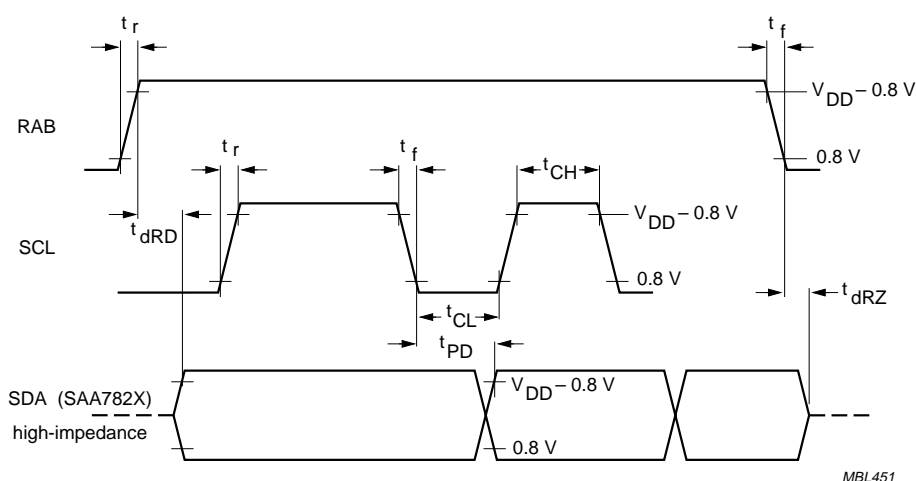 t r
t f
V DD – 0.8 V
RAB
0.8 V
t r
t f
t CH
V DD – 0.8 V
t dRD
SCL
0.8 V
t dRZ
t CL
t PD
V DD – 0.8 V
SDA (SAA782X)
high-impedance
0.8 V
MBL451